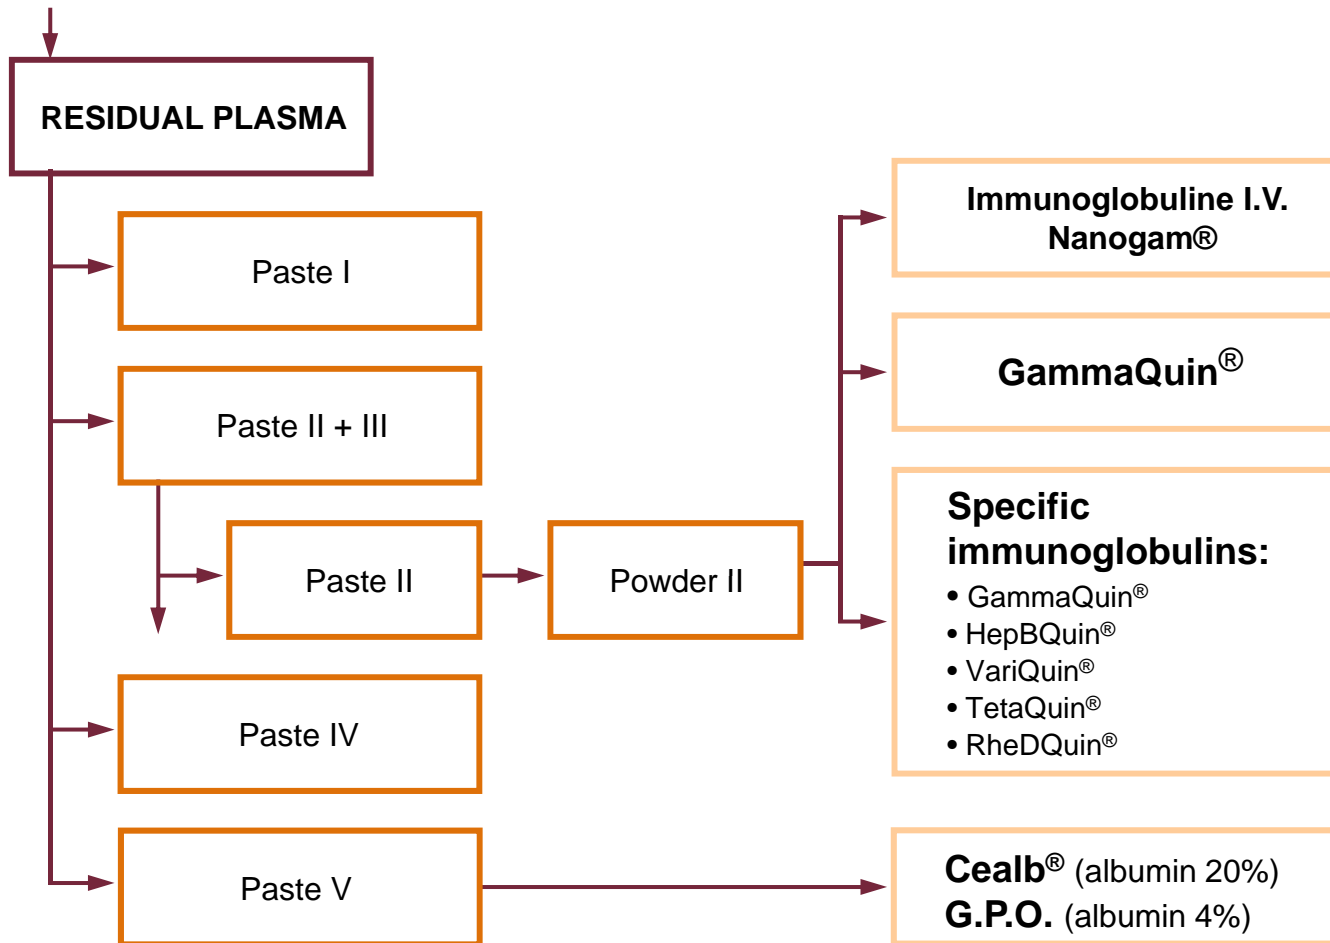 RESIDUAL PLASMA
Paste I
Paste II + III
Paste II
Powder II
Paste IV
Paste V
Immunoglobuline I.V.
Nanogam®
GammaQuin®
Specific
immunoglobulins:
• GammaQuin®
• HepBQuin®
• VariQuin®
• TetaQuin®
• RheDQuin®
Cealb® (albumin 20%)
G.P.O. (albumin 4%)